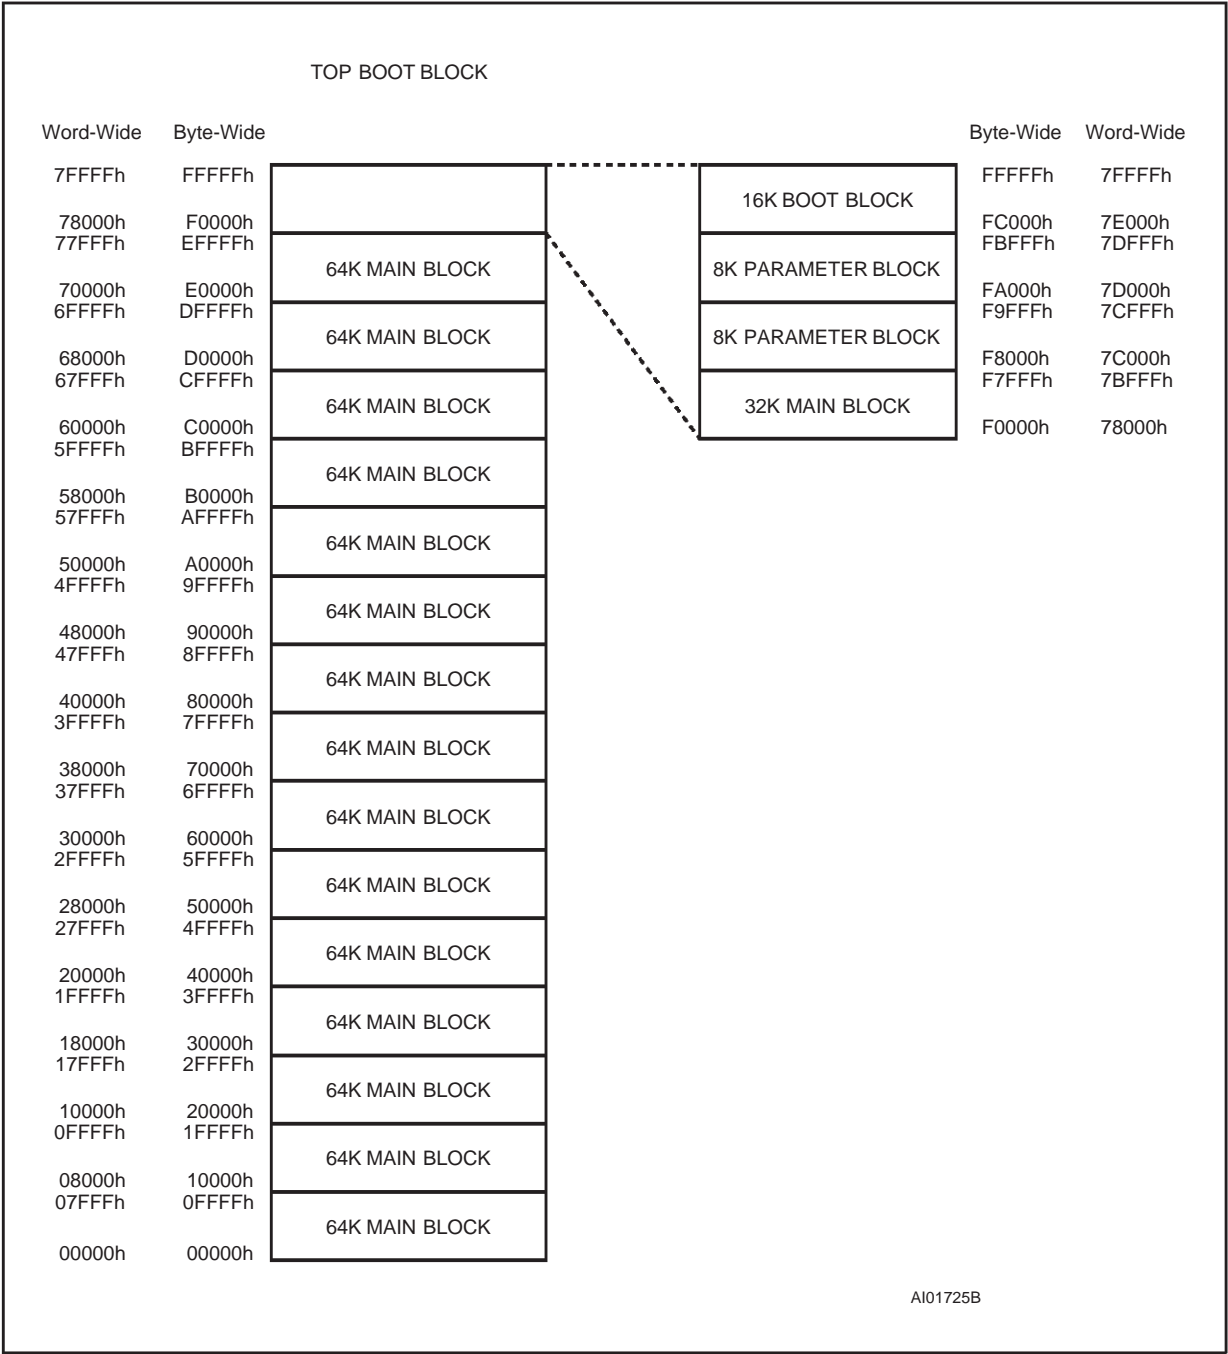 TOP BOOT BLOCK
Word-Wide Byte-Wide Byte-Wide Word-Wide
7FFFFh FFFFFh FFFFFh 7FFFFh
16K BOOT BLOCK
78000h F0000h FC000h 7E000h
77FFFh EFFFFh FBFFFh 7DFFFh
64K MAIN BLOCK 8K PARAMETER BLOCK
70000h E0000h FA000h 7D000h
6FFFFh DFFFFh F9FFFh 7CFFFh
64K MAIN BLOCK 8K PARAMETER BLOCK
68000h D0000h F8000h 7C000h
67FFFh CFFFFh F7FFFh 7BFFFh
64K MAIN BLOCK 32K MAIN BLOCK
60000h C0000h F0000h 78000h
5FFFFh BFFFFh
64K MAIN BLOCK
58000h B0000h
57FFFh AFFFFh
64K MAIN BLOCK
50000h A0000h
4FFFFh 9FFFFh
64K MAIN BLOCK
48000h 90000h
47FFFh 8FFFFh
64K MAIN BLOCK
40000h 80000h
3FFFFh 7FFFFh
64K MAIN BLOCK
38000h 70000h
37FFFh 6FFFFh
64K MAIN BLOCK
30000h 60000h
2FFFFh 5FFFFh
64K MAIN BLOCK
28000h 50000h
27FFFh 4FFFFh
64K MAIN BLOCK
20000h 40000h
1FFFFh 3FFFFh
64K MAIN BLOCK
18000h 30000h
17FFFh 2FFFFh
64K MAIN BLOCK
10000h 20000h
0FFFFh 1FFFFh
64K MAIN BLOCK
08000h 10000h
07FFFh 0FFFFh
64K MAIN BLOCK
00000h 00000h
AI01725B